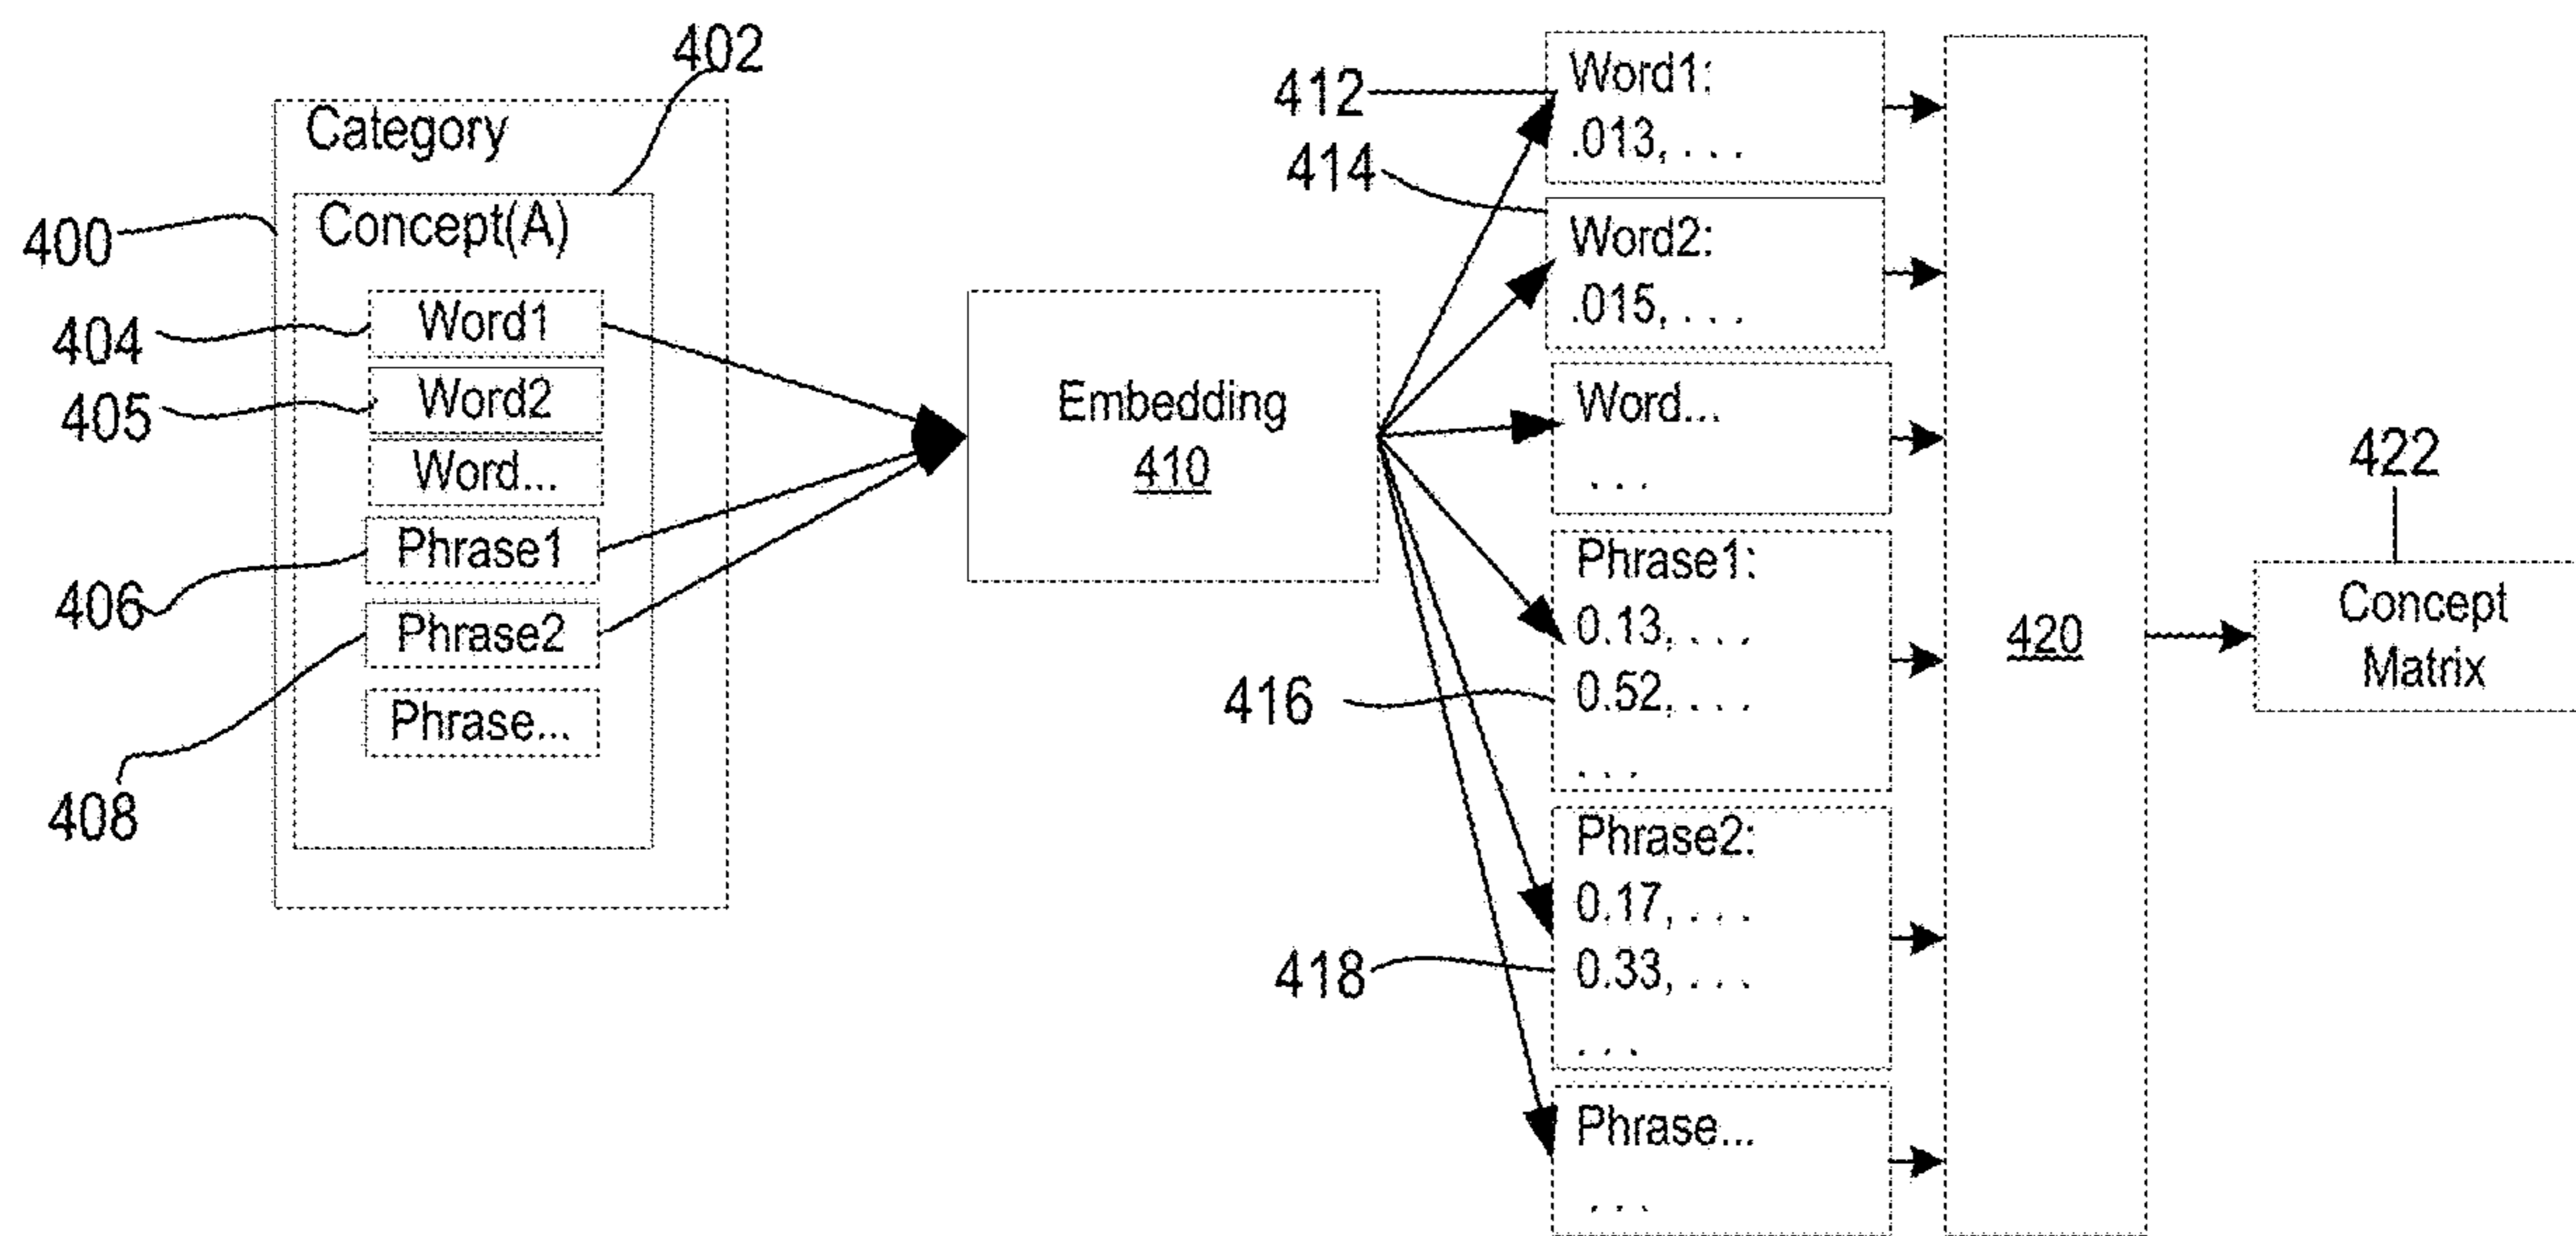 402
Category
Concept(A)
400
404
Word1
405
Word2
Word...
406
Phrase1
408
Phrase2
Phrase...
Embedding
410
412
Word1:
.013, . . .
414
Word2:
.015, . . .
Word...
. . .
Phrase1:
0.13, . . .
416
0.52, . . .
. . .
Phrase2:
0.17, . . .
418
0.33, . . .
. . .
Phrase...
. . .
420
422
Concept
Matrix